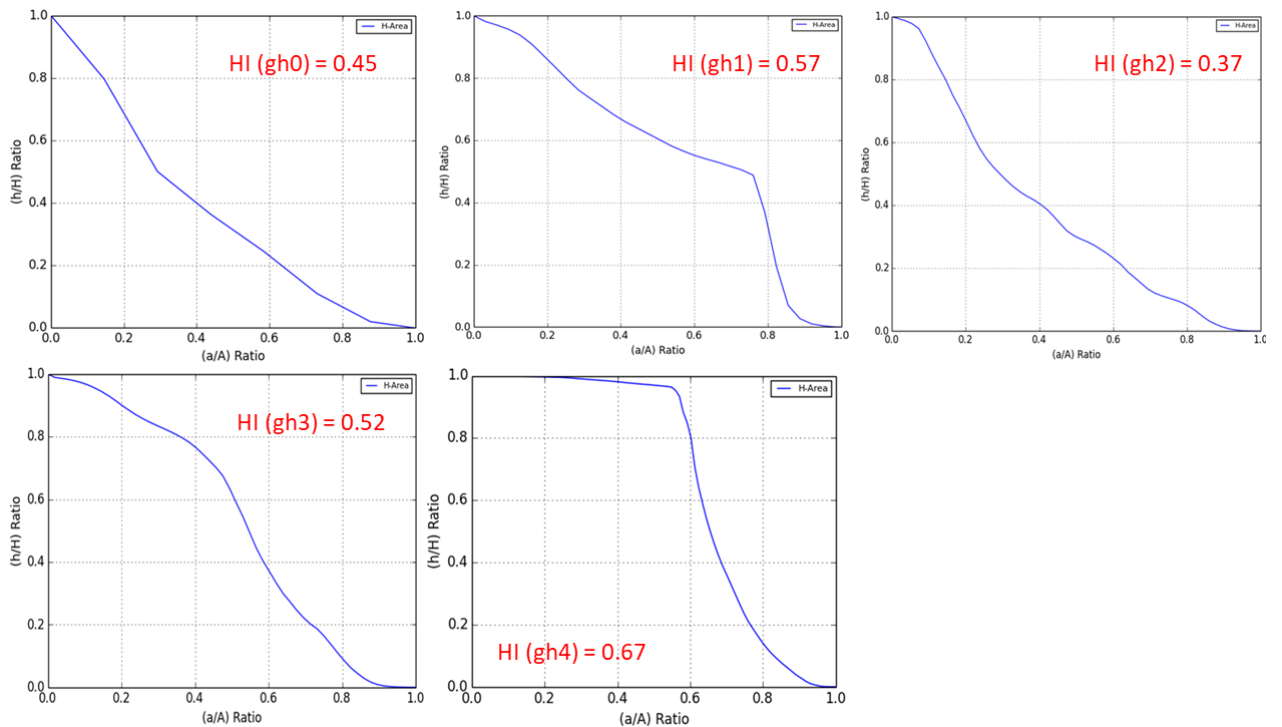 1.0
0.8
0.6
0.4
0.2
0.0
(h/H) Ratio
H-Area
HI (gh0) = 0.45
0.0 0.2 0.4 0.6 0.8 1.0
(a/A) Ratio
1.0
0.8
0.6
0.4
0.2
0.0
(h/H) Ratio
H-Area
HI (gh1) = 0.57
0.0 0.2 0.4 0.6 0.8 1.0
(a/A) Ratio
1.0
0.8
0.6
0.4
0.2
0.0
(h/H) Ratio
H-Area
HI (gh2) = 0.37
0.0 0.2 0.4 0.6 0.8 1.0
(a/A) Ratio
1.0
0.8
0.6
0.4
0.2
0.0
(h/H) Ratio
H-Area
HI (gh3) = 0.52
0.0 0.2 0.4 0.6 0.8 1.0
(a/A) Ratio
1.0
0.8
0.6
0.4
0.2
0.0
(h/H) Ratio
H-Area
HI (gh4) = 0.67
0.0 0.2 0.4 0.6 0.8 1.0
(a/A) Ratio